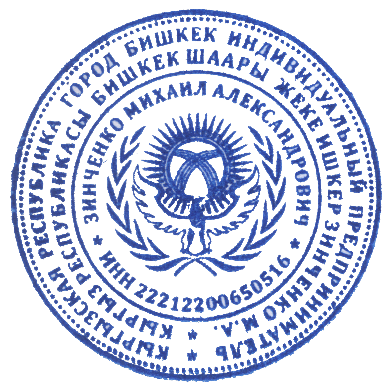 КЫРГЫЗСКАЯ РЕСПУБЛИКА ГОРОД БИШКЕК ИНДИВИДУАЛЬНЫЙ ПРЕДПРИНИМАТЕЛЬ *
КЫРГЫЗ РЕСПУБЛИКАСЫ БИШКЕК ШААРЫ ЖЕКЕ ИШКЕР ЗИНЧЕНКО М.А. *
* ЗИНЧЕНКО МИХАИЛ АЛЕКСАНДРОВИЧ *
ИНН 22212200650516